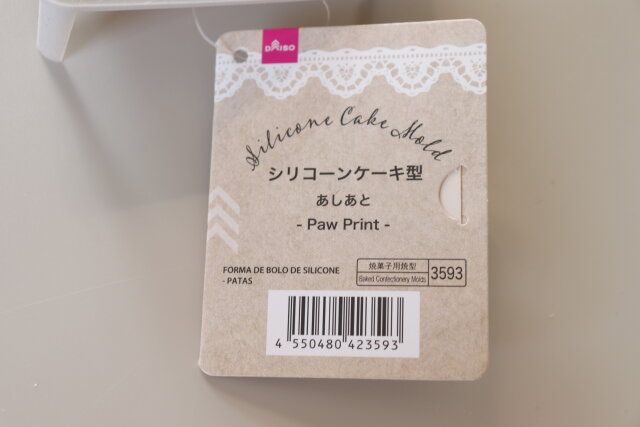 DAISO
Silicone Cake Mold
シリコーンケーキ型
あしあと
- Paw Print -
FORMA DE BOLO DE SILICONE
- PATAS
焼菓子用焼型
Baked Confectionery Molds
3593
4 550480 423593